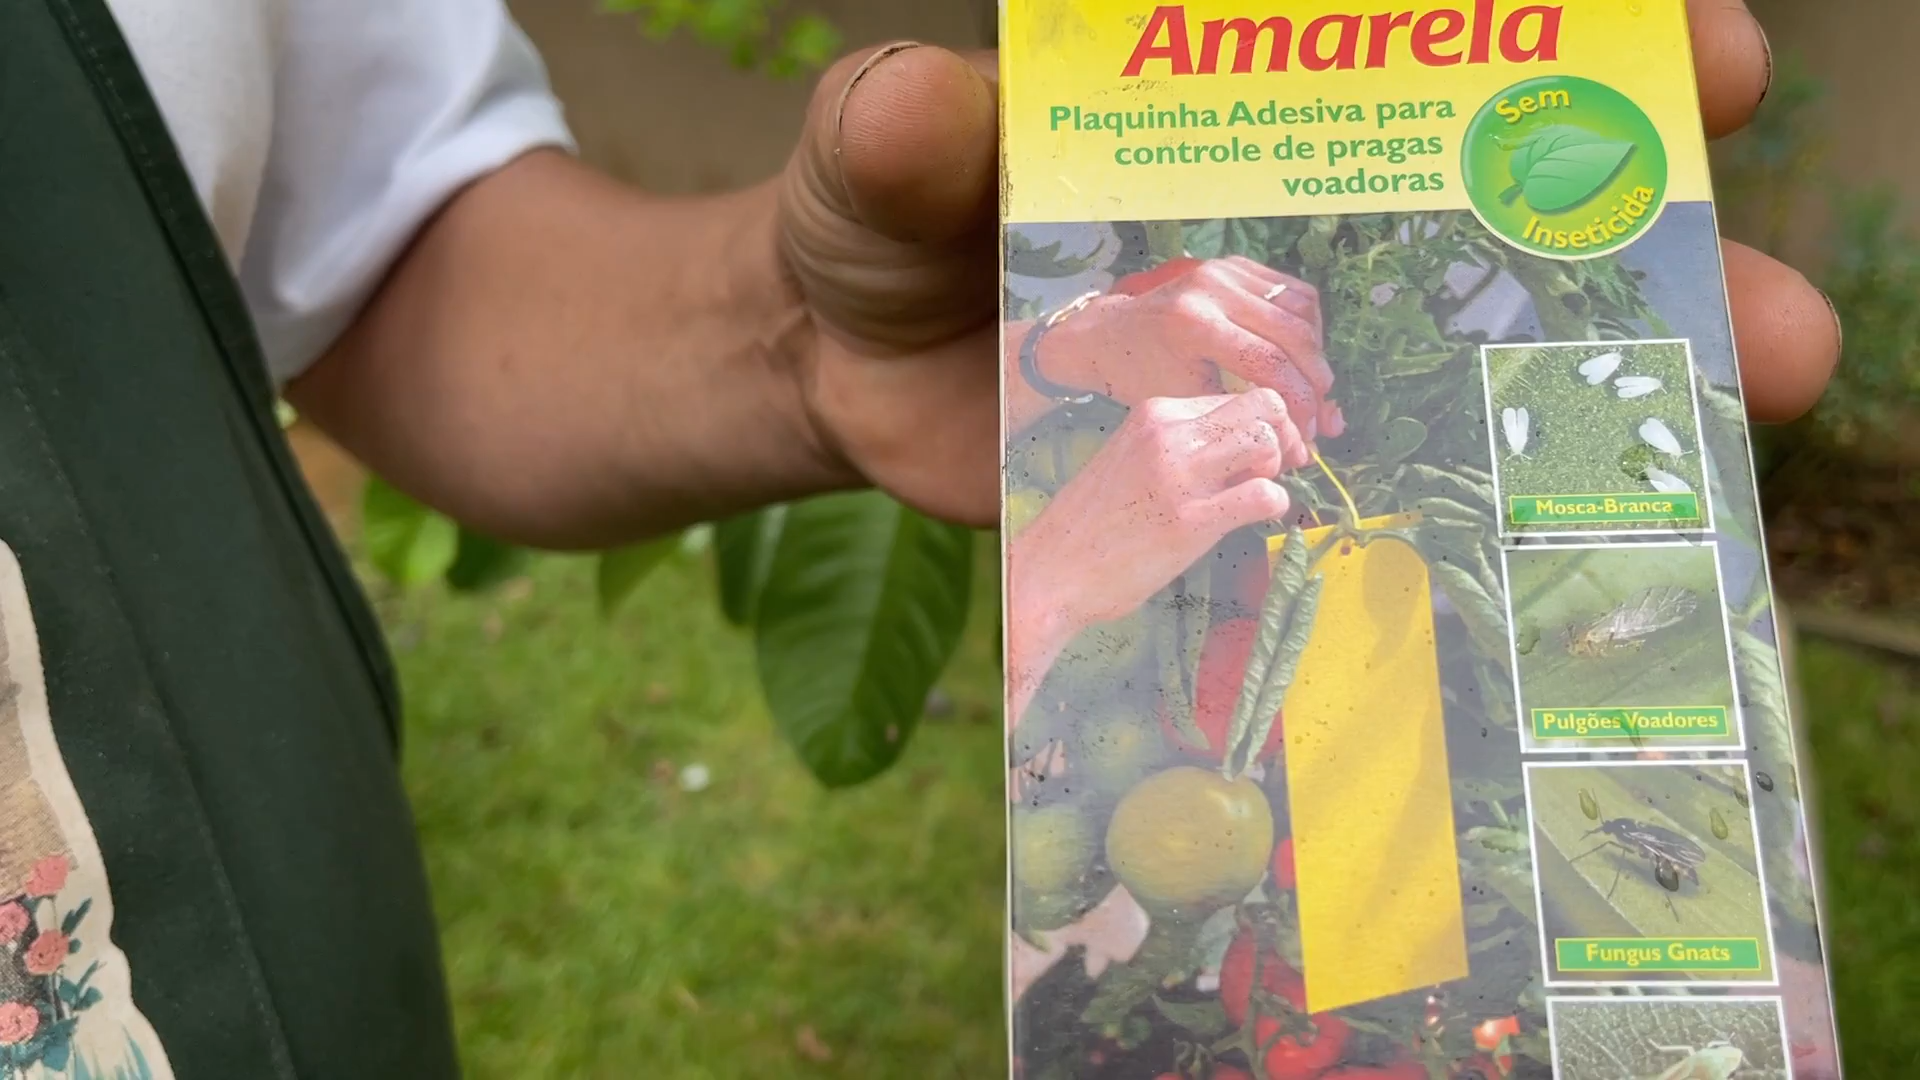 Amarela
Plaquinha Adesiva para
controle de pragas
voadoras
Sem
Inseticida
Mosca-Branca
Pulgões Voadores
Fungus Gnats